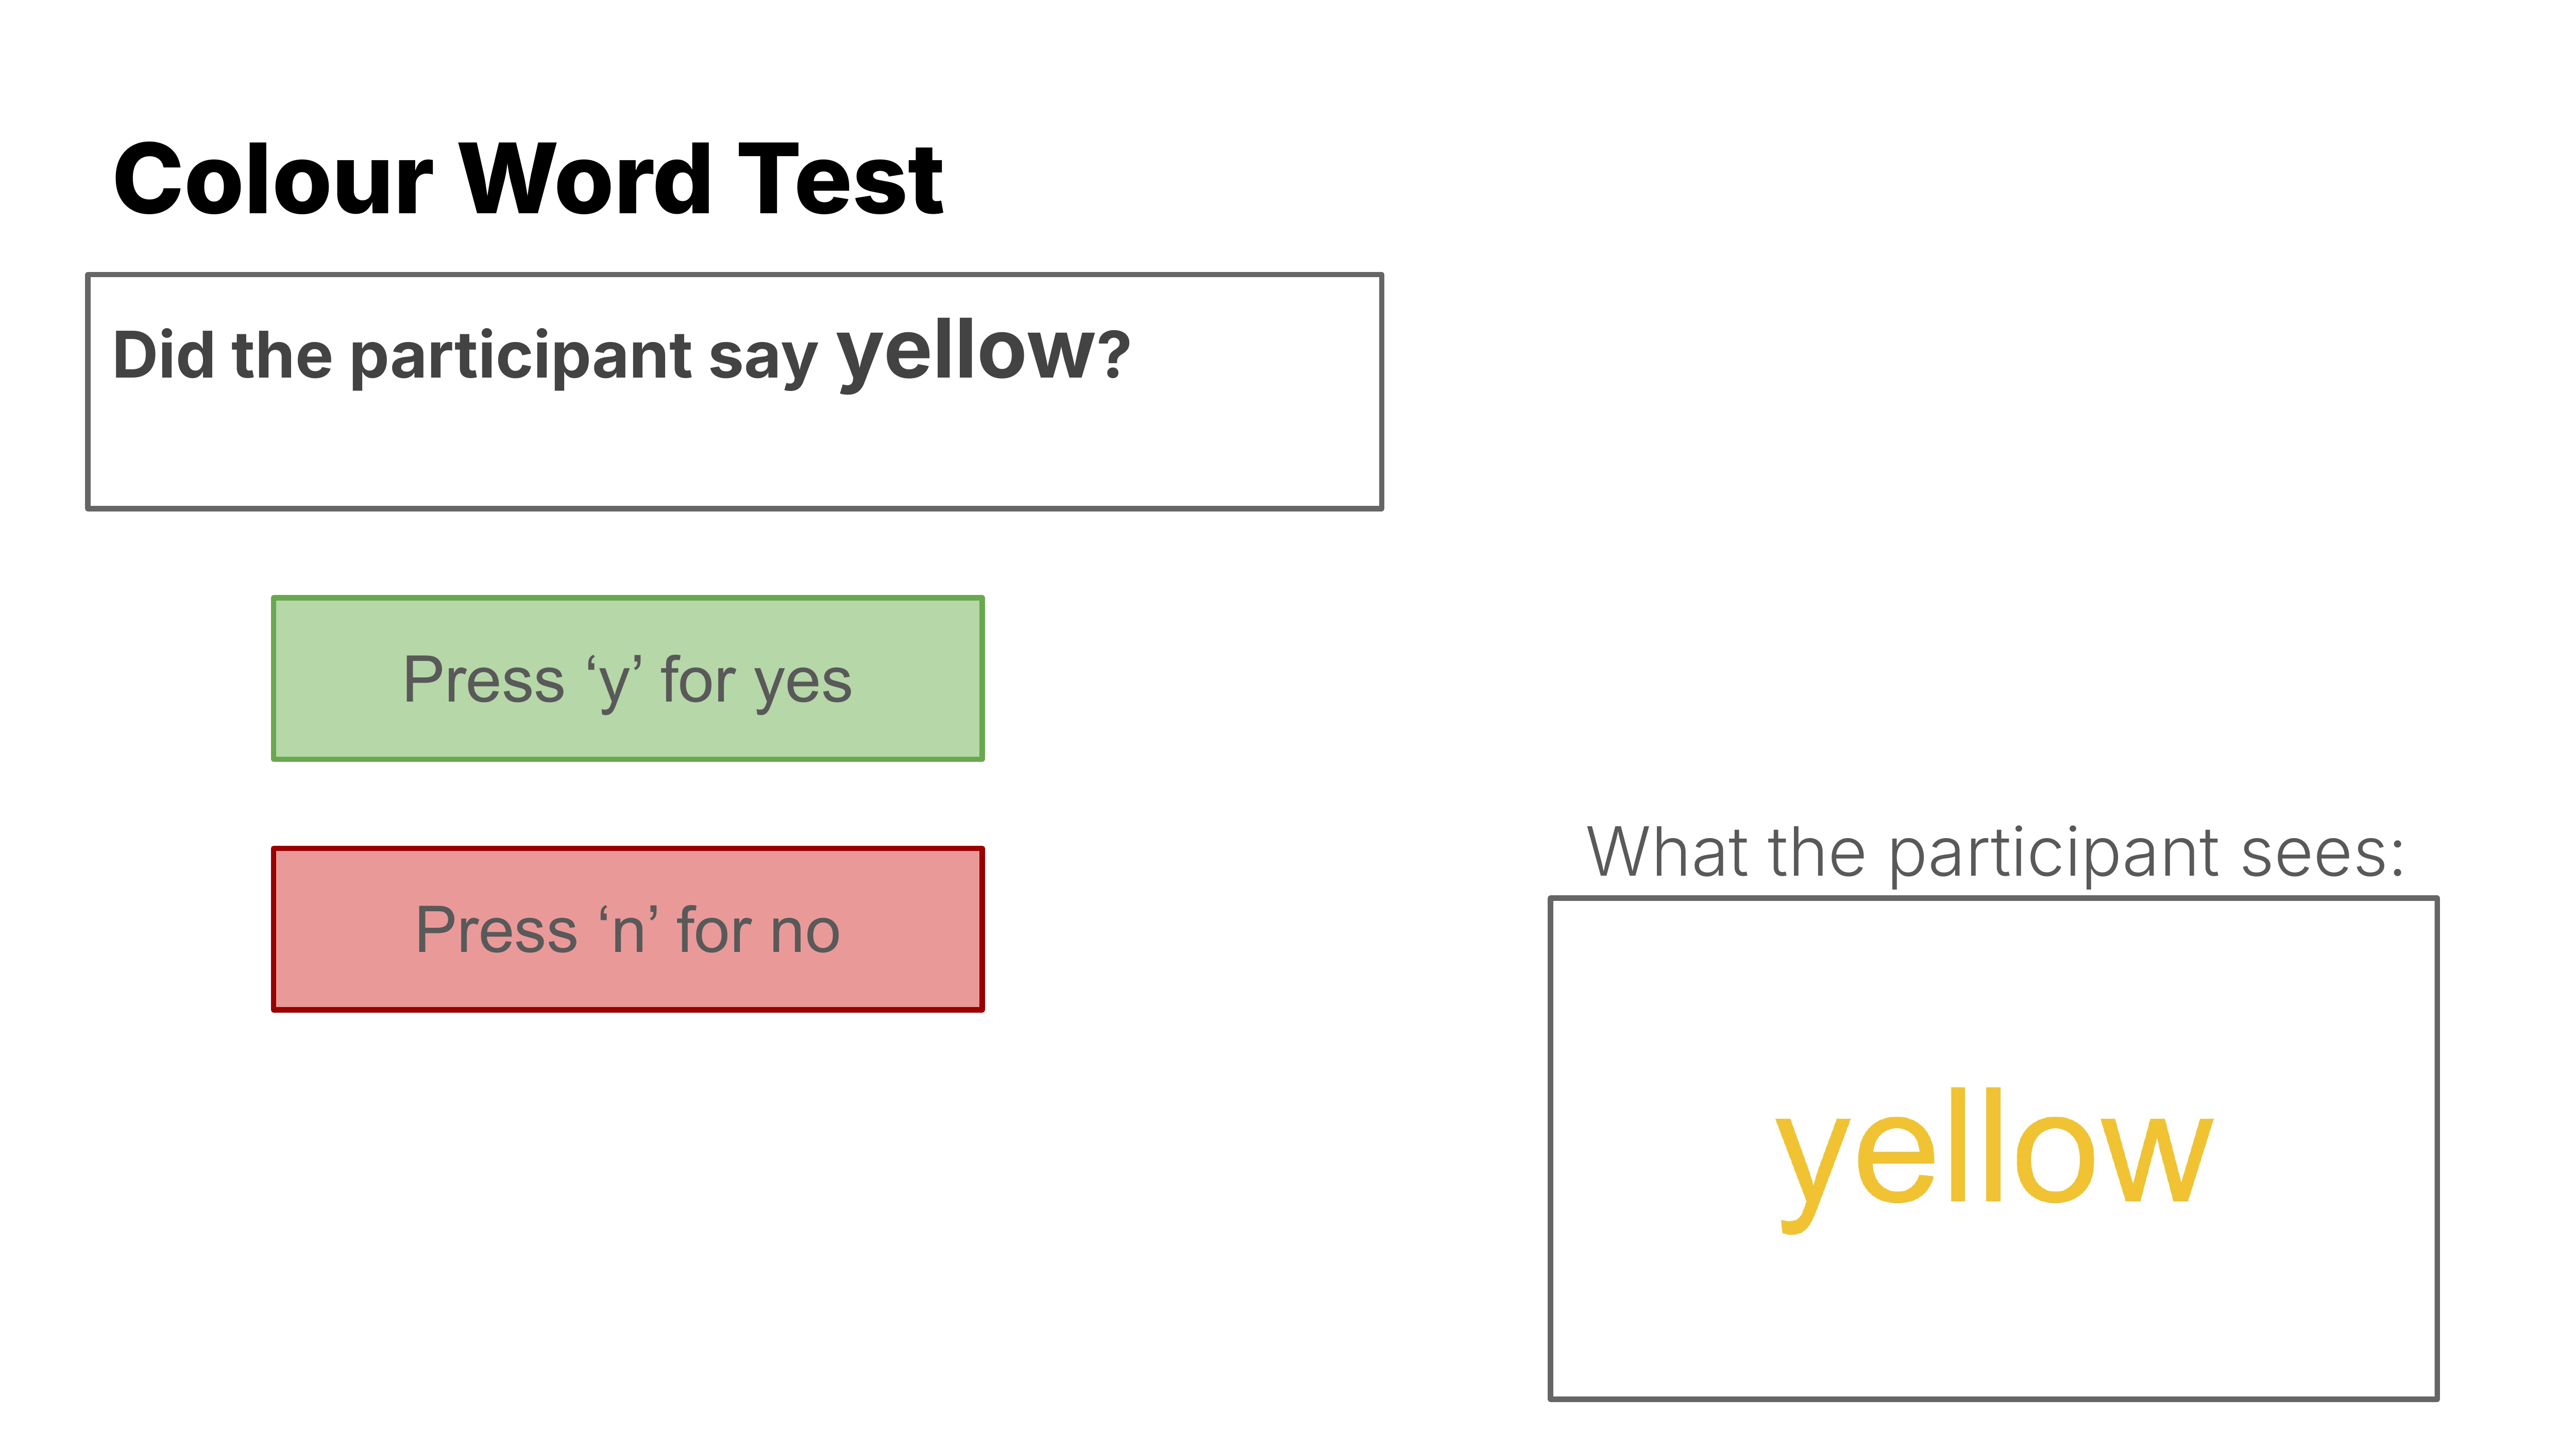 Colour Word Test
Did the participant say yellow?
Press ‘y’ for yes
Press ‘n’ for no
What the participant sees:
yellow